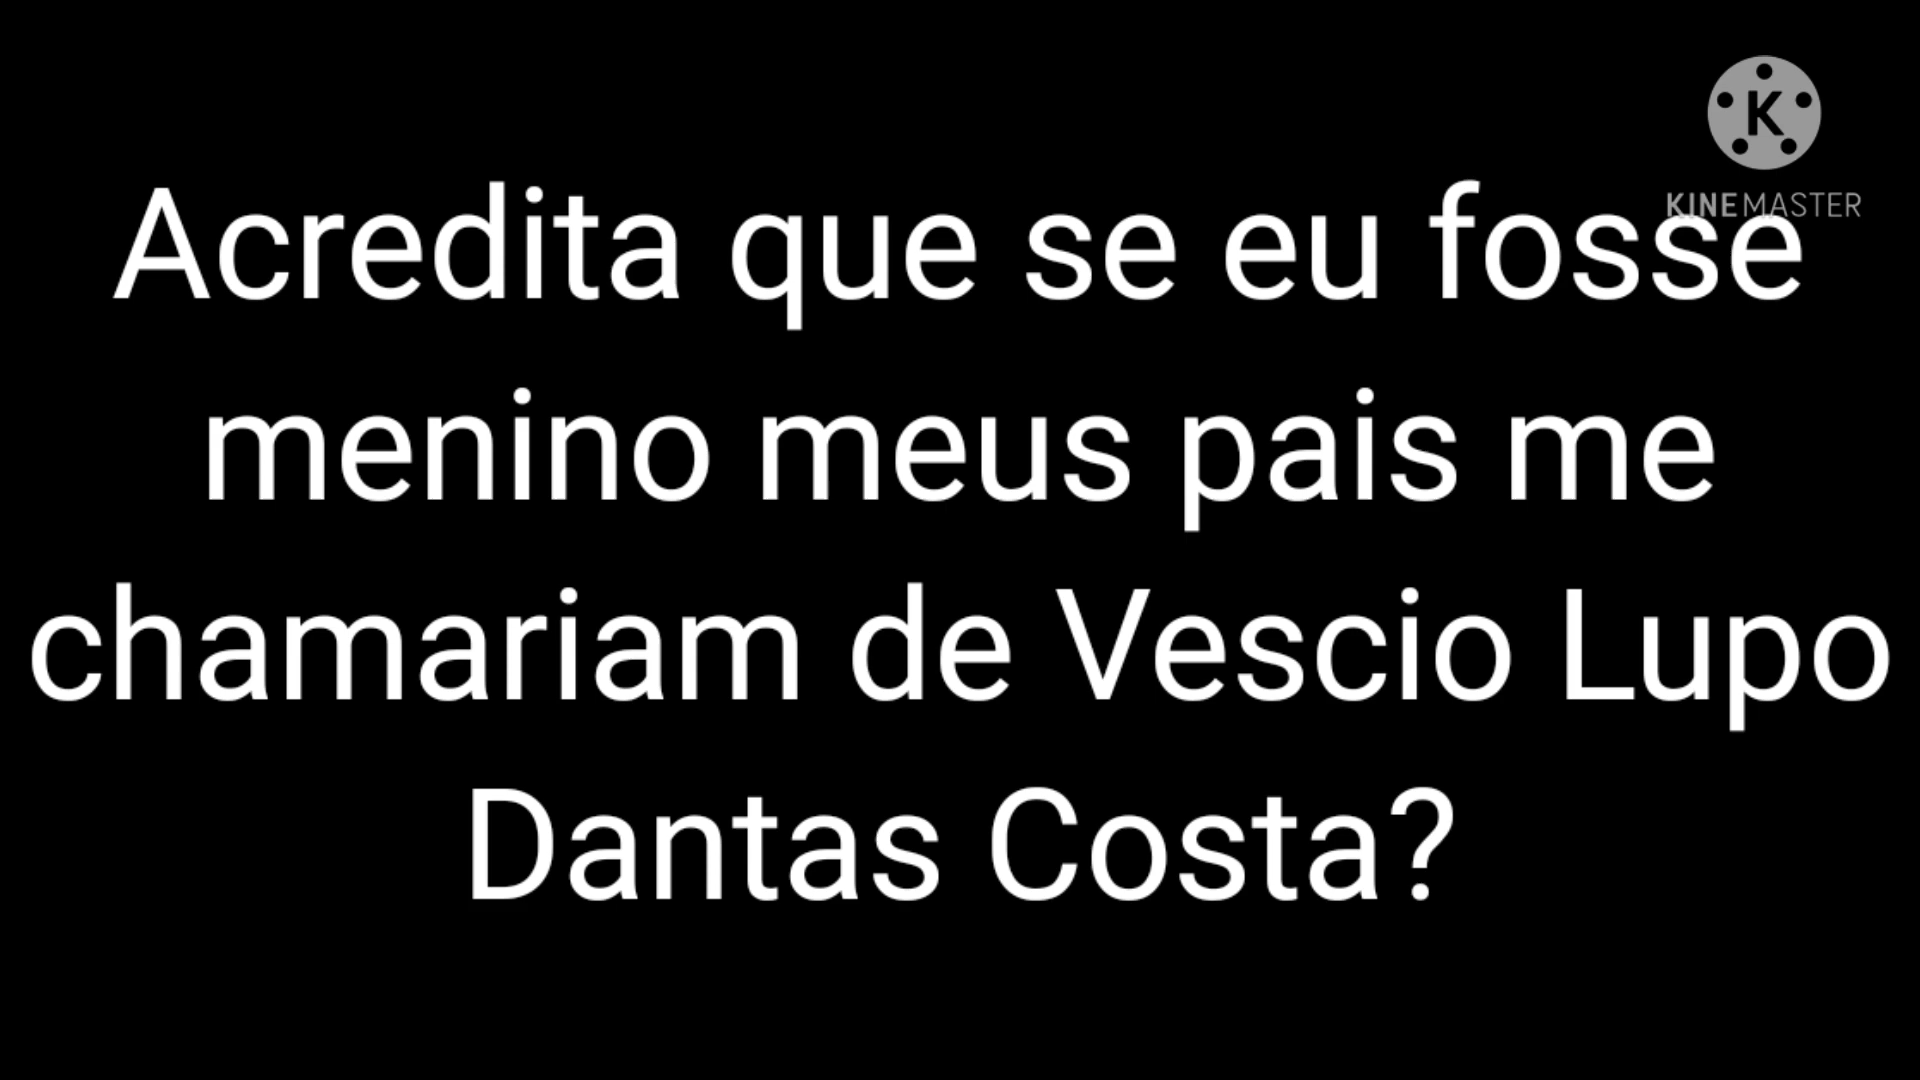 K
KINEMASTER
Acredita que se eu fosse
menino meus pais me
chamariam de Vescio Lupo
Dantas Costa?